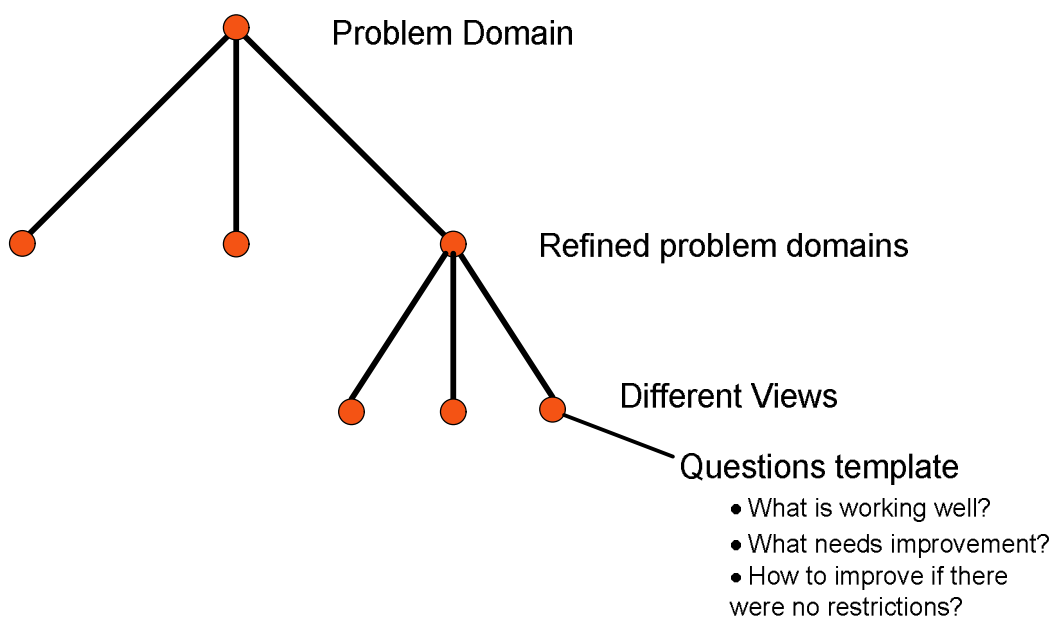 Problem Domain
Refined problem domains
Different Views
Questions template
• What is working well?
• What needs improvement?
• How to improve if there
were no restrictions?